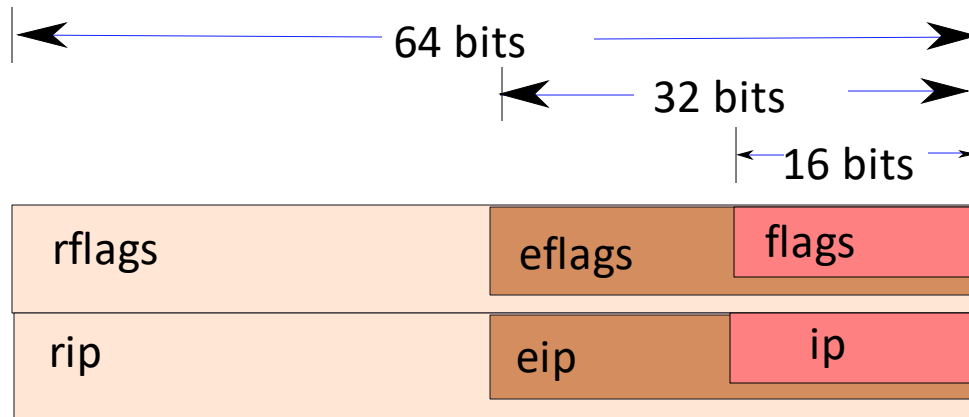 64 bits
32 bits
16 bits
rflags eflags flags
rip eip ip